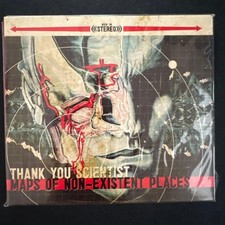 STEREO
THANK YOU SCIENTIST
MAPS OF NON-EXISTENT PLACES